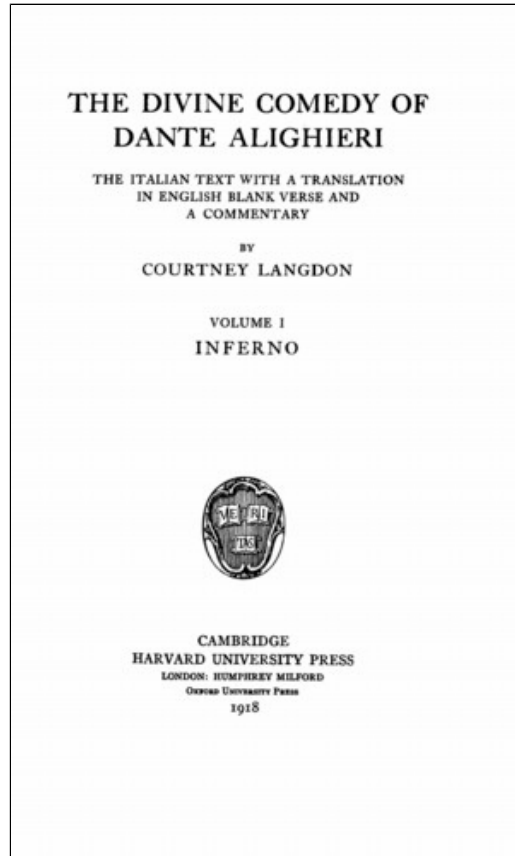 THE DIVINE COMEDY OF
DANTE ALIGHIERI
THE ITALIAN TEXT WITH A TRANSLATION
IN ENGLISH BLANK VERSE AND
A COMMENTARY
BY
COURTNEY LANGDON
VOLUME I
INFERNO
VE RI
TAS
CAMBRIDGE
HARVARD UNIVERSITY PRESS
LONDON: HUMPHREY MILFORD
OXFORD UNIVERSITY PRESS
1918